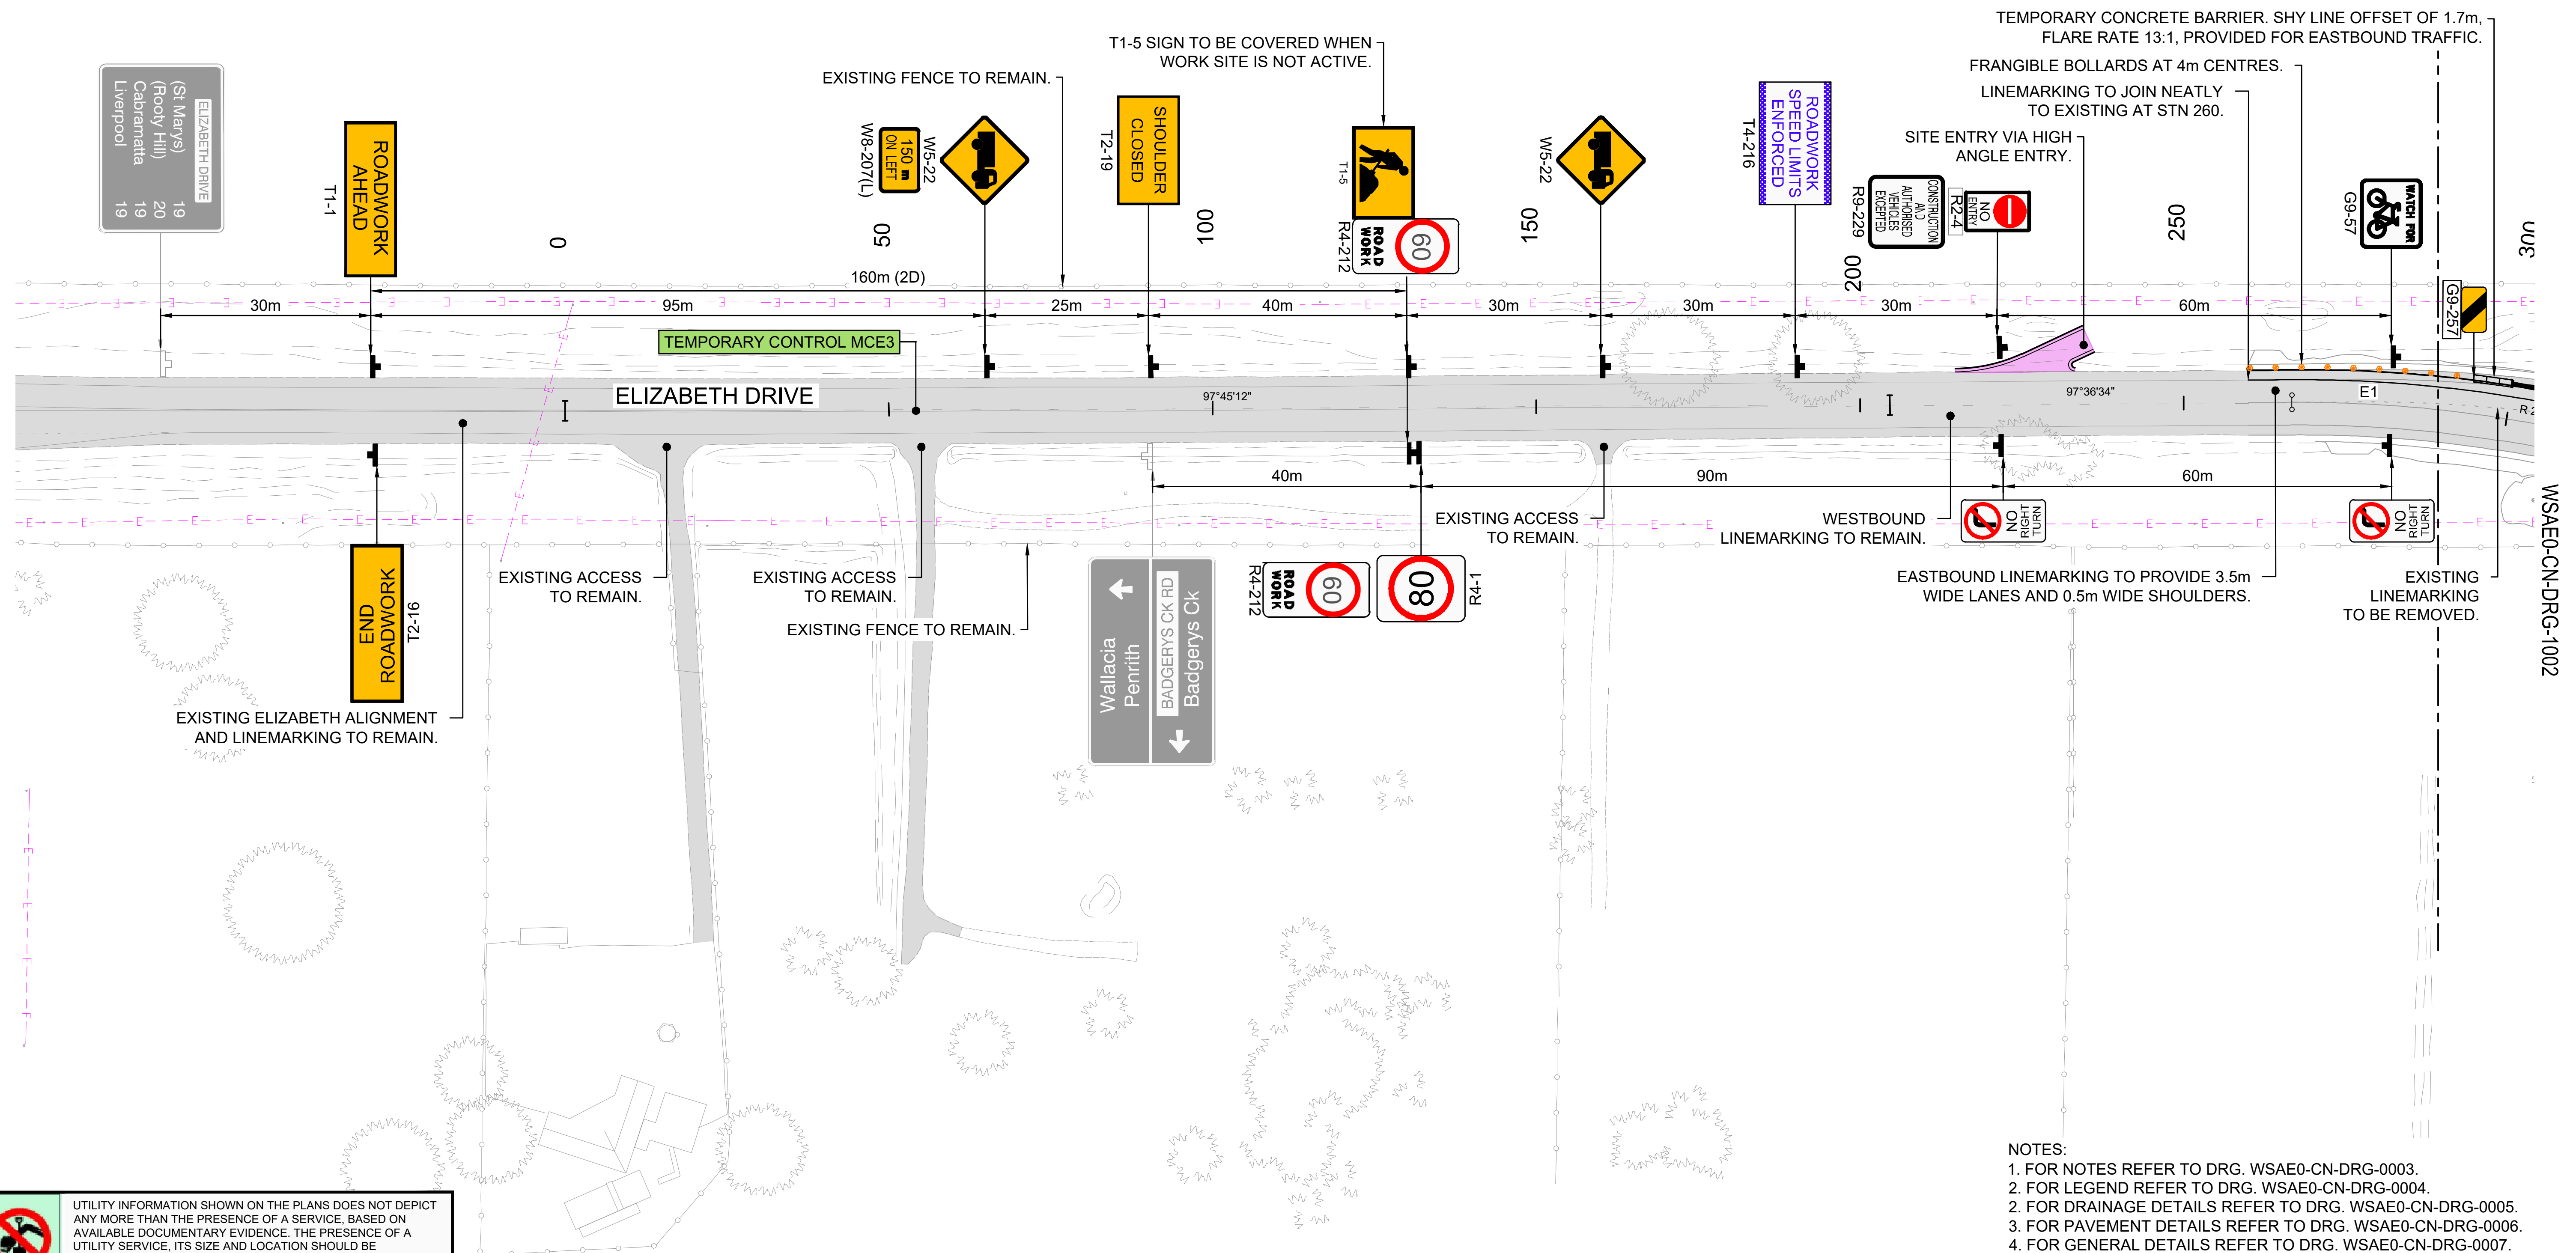 TEMPORARY CONCRETE BARRIER. SHY LINE OFFSET OF 1.7m,
FLARE RATE 13:1, PROVIDED FOR EASTBOUND TRAFFIC.
T1-5 SIGN TO BE COVERED WHEN
WORK SITE IS NOT ACTIVE.
EXISTING FENCE TO REMAIN.
FRANGIBLE BOLLARDS AT 4m CENTRES.
LINEMARKING TO JOIN NEATLY
TO EXISTING AT STN 260.
SITE ENTRY VIA HIGH
ANGLE ENTRY.
ELIZABETH DRIVE
(St Marys) 19
(Rooty Hill) 20
Cabramatta 19
Liverpool 19
ROADWORK
AHEAD
T1-1
W5-22
150 m
ON LEFT
W8-207(L)
SHOULDER
CLOSED
T2-19
T1-5
60
ROAD
WORK
R4-212
W5-22
ROADWORK
SPEED LIMITS
ENFORCED
T4-216
CONSTRUCTION
AND
AUTHORISED
VEHICLES
EXCEPTED
R9-229
NO
ENTRY
R2-4
WATCH FOR
G9-57
G9-257
0
50
100
150
200
250
300
160m (2D)
30m
95m
25m
40m
30m
30m
30m
60m
TEMPORARY CONTROL MCE3
ELIZABETH DRIVE
97°45'12"
97°36'34"
E1
R 2
40m
90m
60m
EXISTING ACCESS
TO REMAIN.
WESTBOUND
LINEMARKING TO REMAIN.
NO
RIGHT
TURN
NO
RIGHT
TURN
END
ROADWORK
T2-16
EXISTING ACCESS
TO REMAIN.
EXISTING ACCESS
TO REMAIN.
EXISTING FENCE TO REMAIN.
Wallacia
Penrith
BADGERYS CK RD
Badgerys Ck
60
ROAD
WORK
R4-212
80
R4-1
EASTBOUND LINEMARKING TO PROVIDE 3.5m
WIDE LANES AND 0.5m WIDE SHOULDERS.
EXISTING
LINEMARKING
TO BE REMOVED.
WSAE0-CN-DRG-1002
EXISTING ELIZABETH ALIGNMENT
AND LINEMARKING TO REMAIN.
UTILITY INFORMATION SHOWN ON THE PLANS DOES NOT DEPICT
ANY MORE THAN THE PRESENCE OF A SERVICE, BASED ON
AVAILABLE DOCUMENTARY EVIDENCE. THE PRESENCE OF A
UTILITY SERVICE, ITS SIZE AND LOCATION SHOULD BE
NOTES:
1. FOR NOTES REFER TO DRG. WSAE0-CN-DRG-0003.
2. FOR LEGEND REFER TO DRG. WSAE0-CN-DRG-0004.
2. FOR DRAINAGE DETAILS REFER TO DRG. WSAE0-CN-DRG-0005.
3. FOR PAVEMENT DETAILS REFER TO DRG. WSAE0-CN-DRG-0006.
4. FOR GENERAL DETAILS REFER TO DRG. WSAE0-CN-DRG-0007.